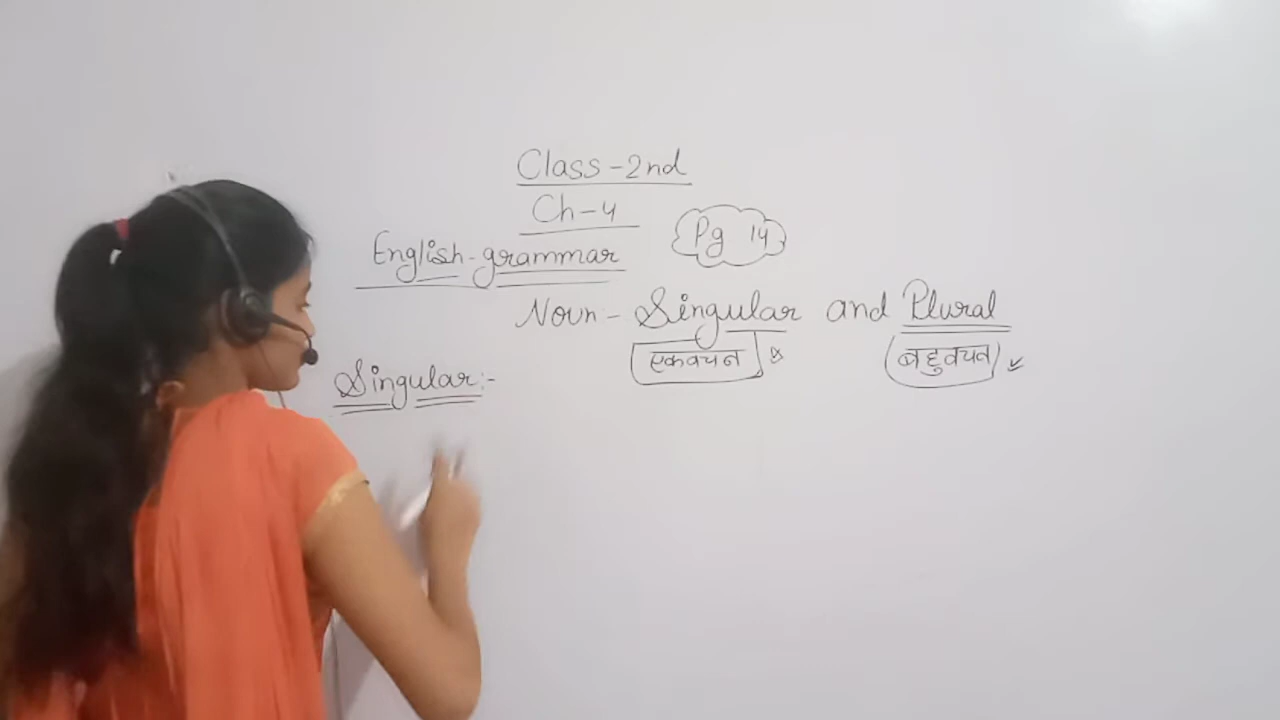 Class-2nd
Ch-4
English-grammar Pg 14
Noun:- Singular and Plural
एकवचन बहुवचन
Singular:-